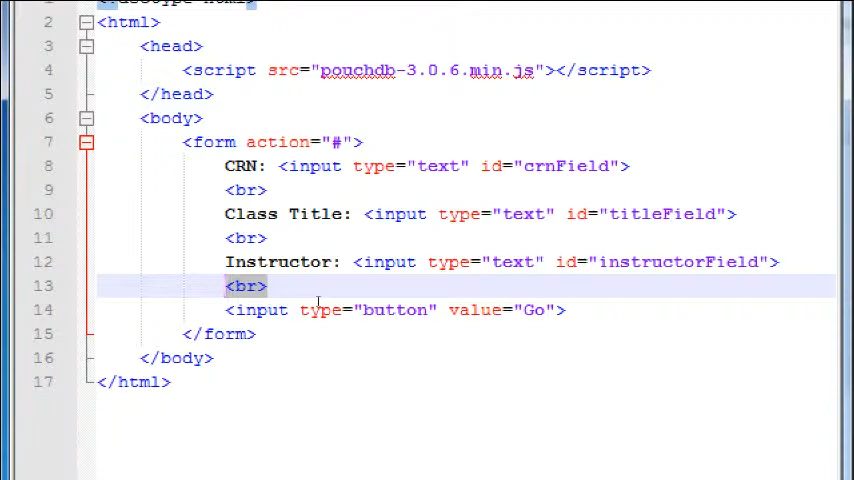 <!doctype html>
2 <html>
3 <head>
4 <script src="pouchdb-3.0.6.min.js"></script>
5 </head>
6 <body>
7 <form action="#">
8 CRN: <input type="text" id="crnField">
9 <br>
10 Class Title: <input type="text" id="titleField">
11 <br>
12 Instructor: <input type="text" id="instructorField">
13 <br>
14 <input type="button" value="Go">
15 </form>
16 </body>
17 </html>